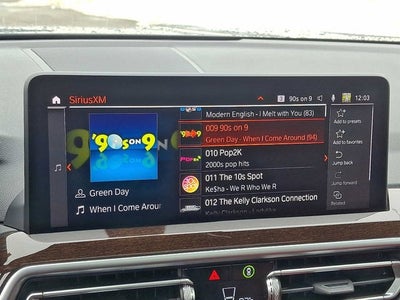 SiriusXM
90s on 9
12:03
'90s ON 9
Green Day
When I Come Arour
Modern English - I Melt with You (83)
009 90s on 9
Green Day - When I Come Around (94)
010 Pop2K
2000s pop hits
011 The 10s Spot
Ke$ha - We R Who We R
012 The Kelly Clarkson Connection
Add to presets
Add to favorites
Jump back
Jump forward
Related